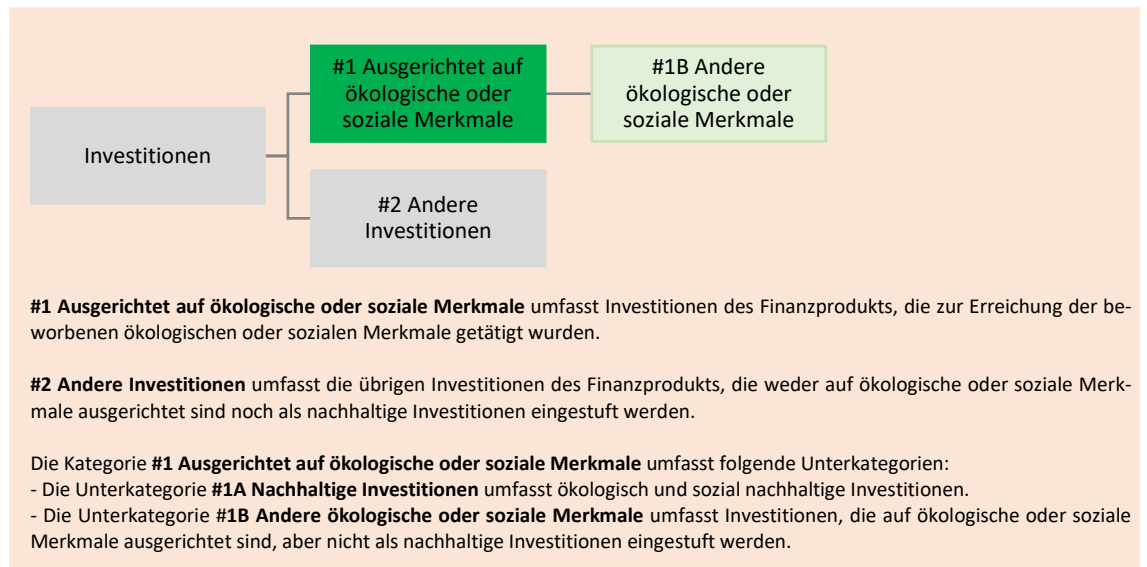 #1 Ausgerichtet auf
ökologische oder
soziale Merkmale
#1B Andere
ökologische oder
soziale Merkmale
Investitionen
#2 Andere
Investitionen
#1 Ausgerichtet auf ökologische oder soziale Merkmale umfasst Investitionen des Finanzprodukts, die zur Erreichung der be-
worbenen ökologischen oder sozialen Merkmale getätigt wurden.
#2 Andere Investitionen umfasst die übrigen Investitionen des Finanzprodukts, die weder auf ökologische oder soziale Merk-
male ausgerichtet sind noch als nachhaltige Investitionen eingestuft werden.
Die Kategorie #1 Ausgerichtet auf ökologische oder soziale Merkmale umfasst folgende Unterkategorien:
- Die Unterkategorie #1A Nachhaltige Investitionen umfasst ökologisch und sozial nachhaltige Investitionen.
- Die Unterkategorie #1B Andere ökologische oder soziale Merkmale umfasst Investitionen, die auf ökologische oder soziale
Merkmale ausgerichtet sind, aber nicht als nachhaltige Investitionen eingestuft werden.